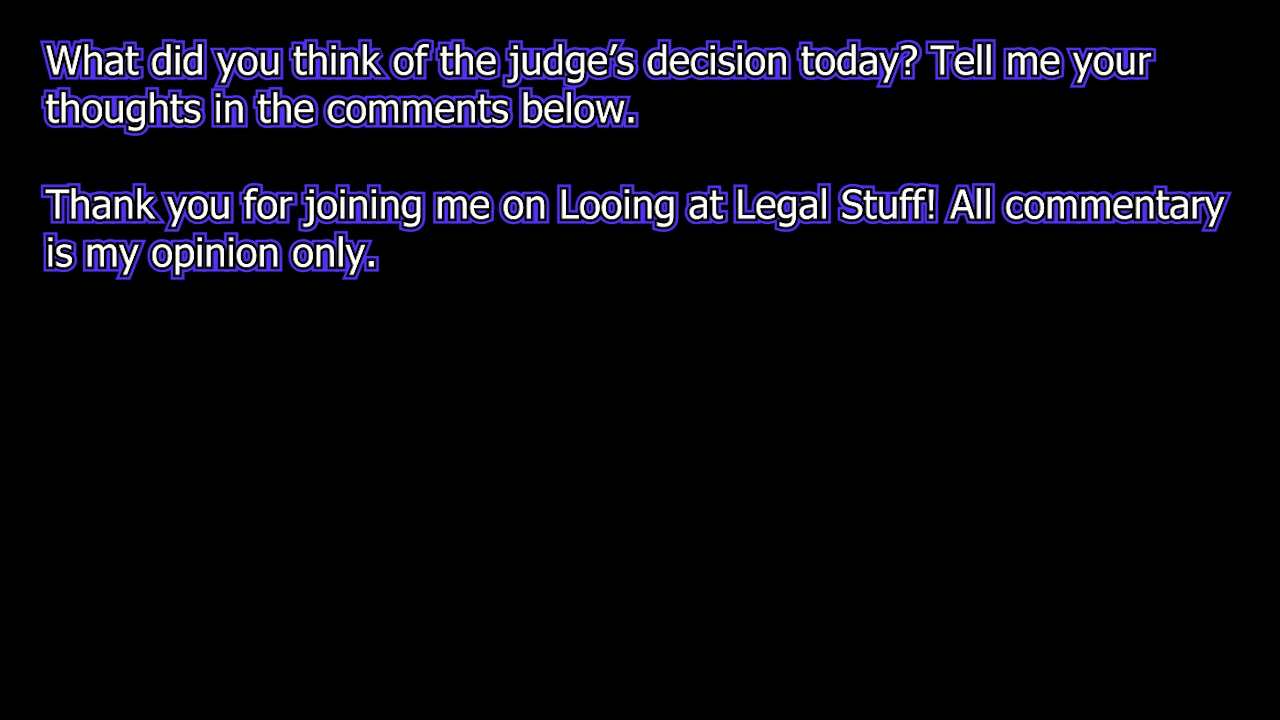 What did you think of the judge’s decision today? Tell me your
thoughts in the comments below.
Thank you for joining me on Looing at Legal Stuff! All commentary
is my opinion only.